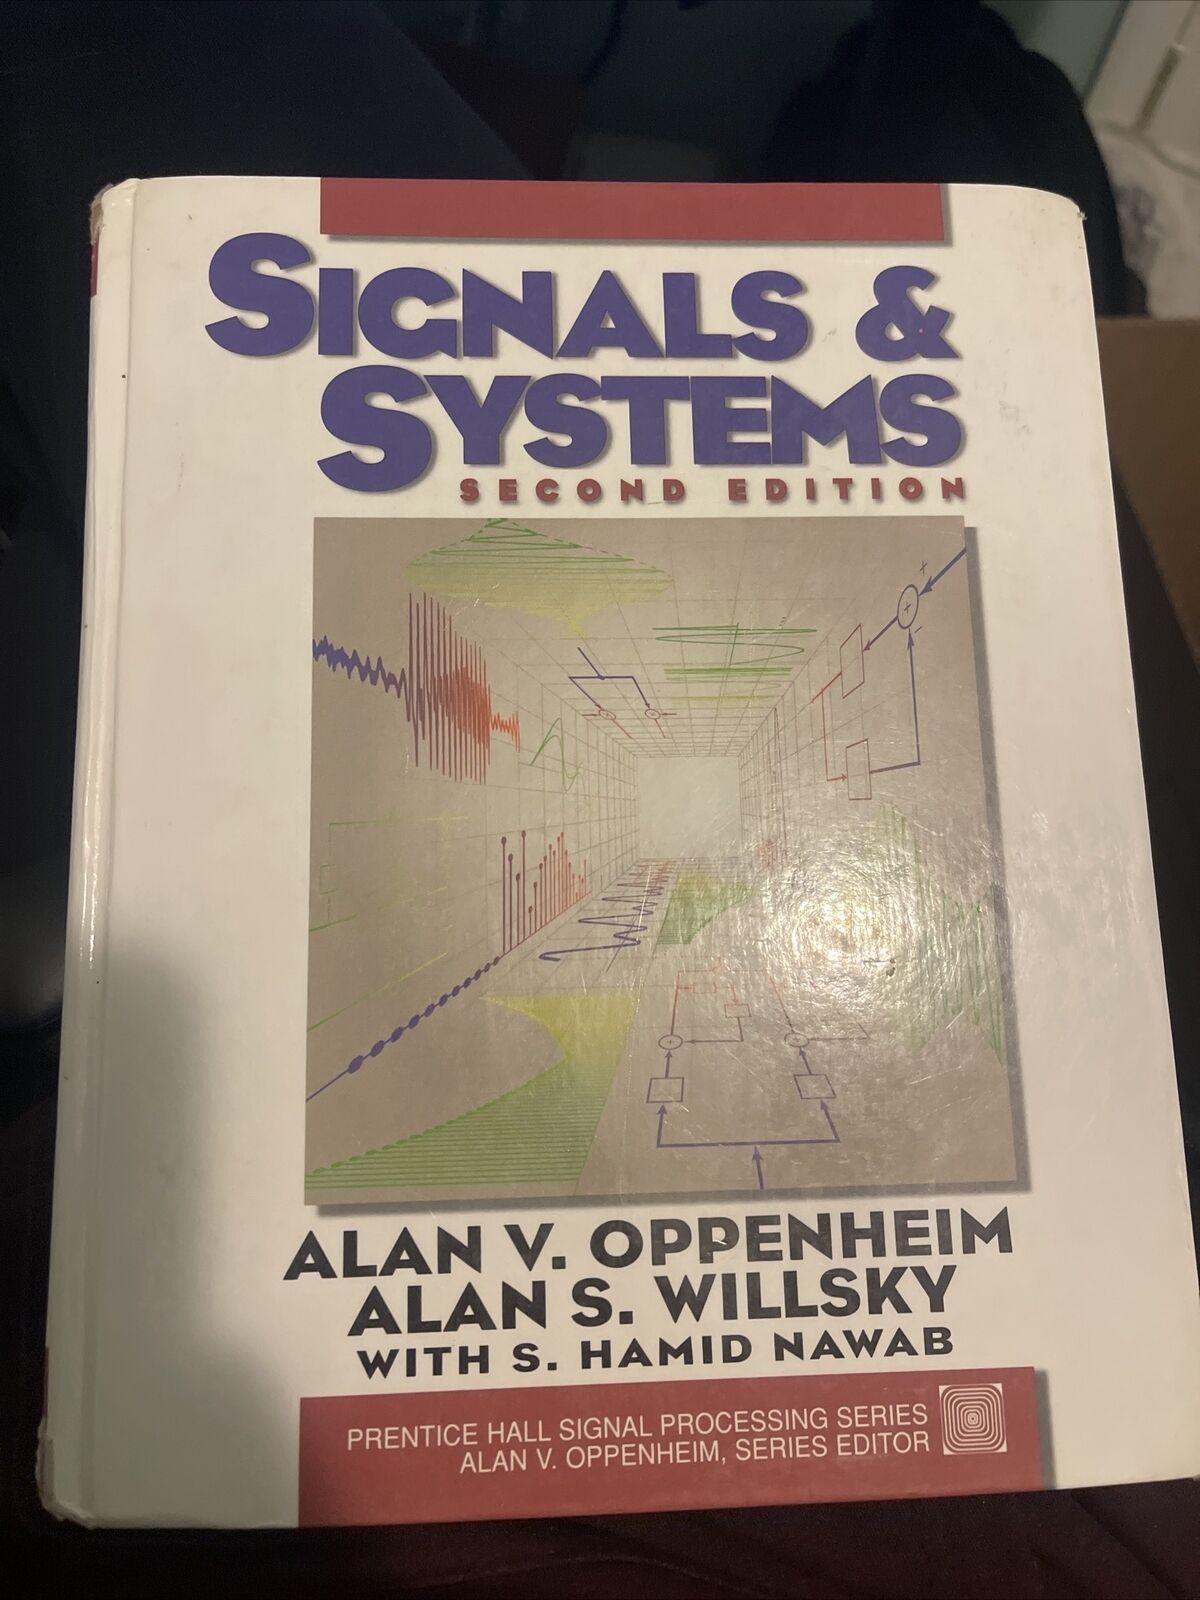 SIGNALS &
SYSTEMS
SECOND EDITION
+
+
−
+
+
ALAN V. OPPENHEIM
ALAN S. WILLSKY
WITH S. HAMID NAWAB
PRENTICE HALL SIGNAL PROCESSING SERIES
ALAN V. OPPENHEIM, SERIES EDITOR